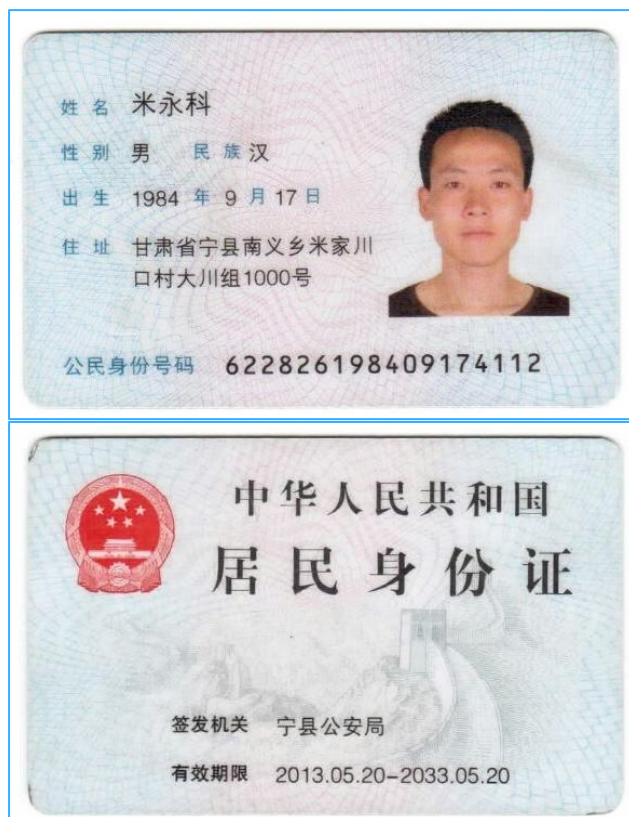 姓名 米永科
性别 男 民族 汉
出生 1984 年 9 月 17 日
住址 甘肃省宁县南义乡米家川
口村大川组1000号
公民身份号码 622826198409174112
中华人民共和国
居民身份证
签发机关 宁县公安局
有效期限 2013.05.20-2033.05.20